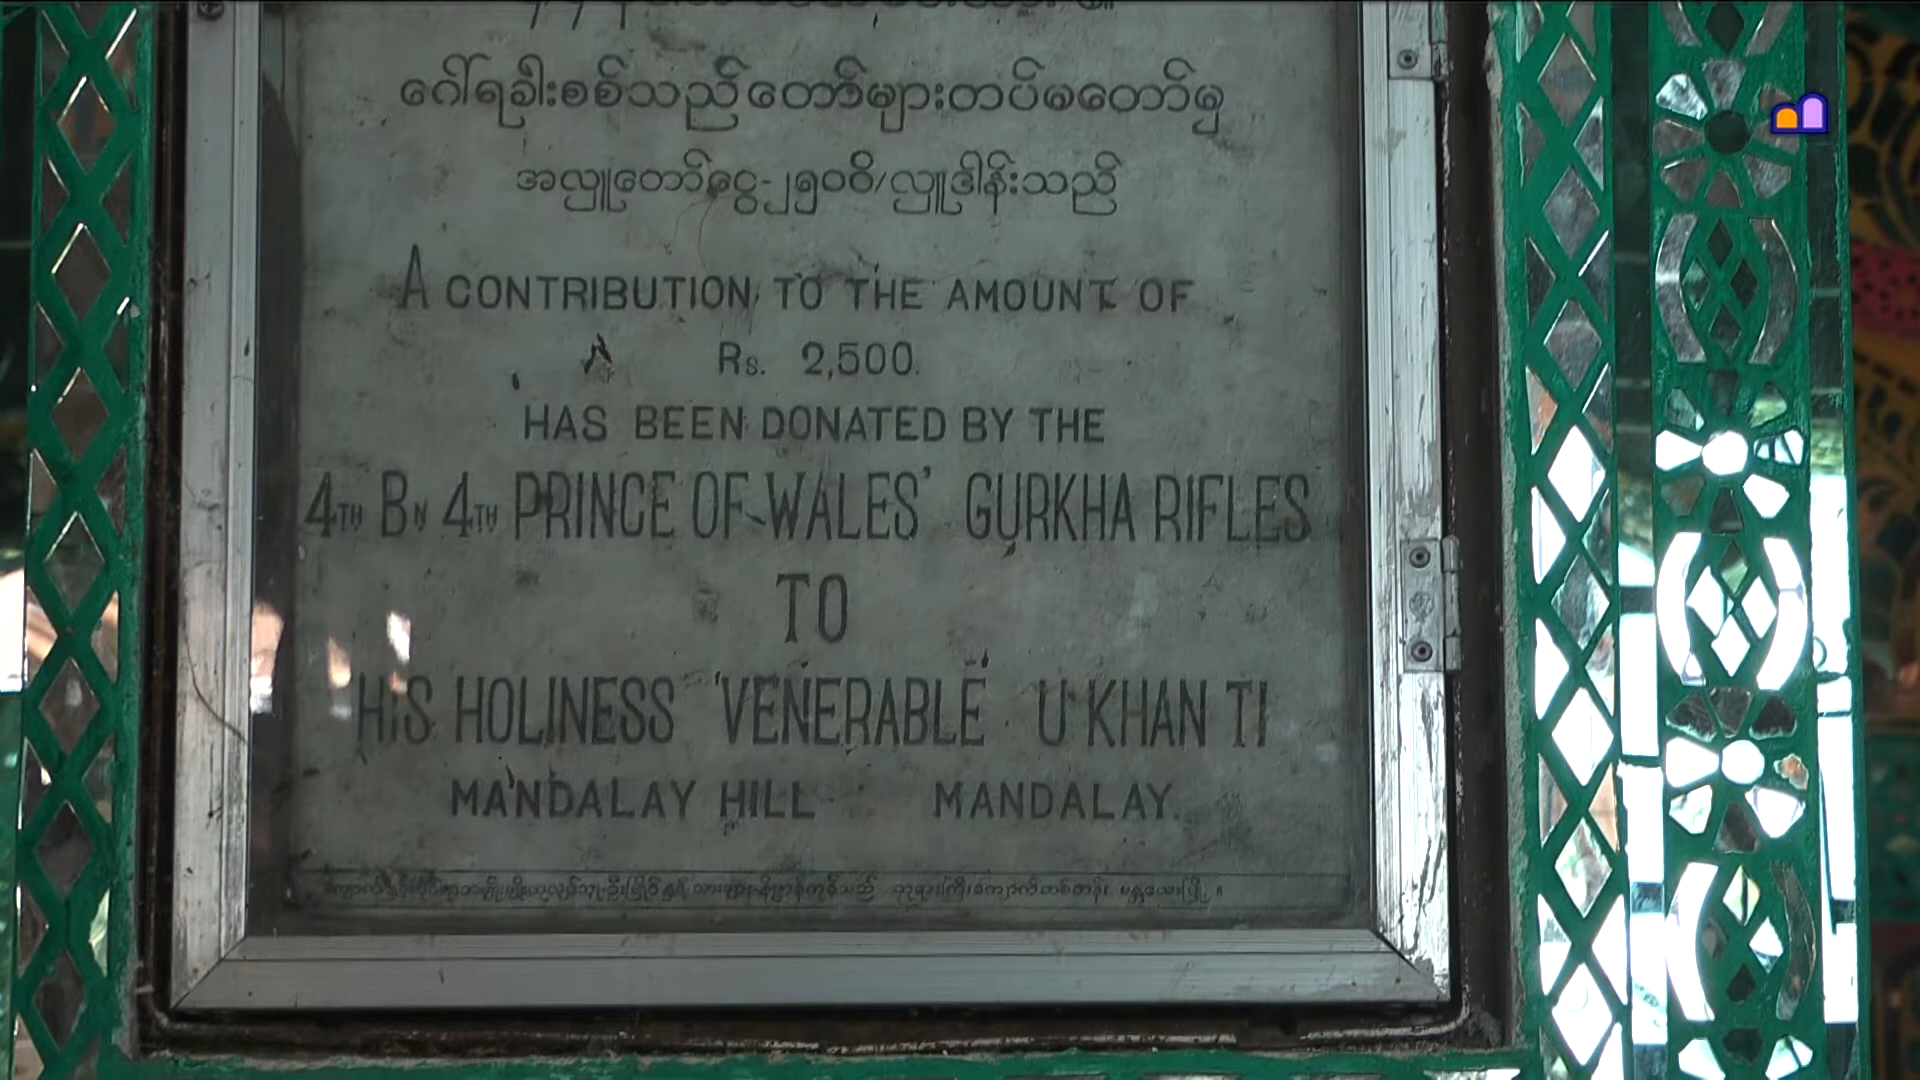 ဂေါ်ရခါးစစ်သည်တော်များတပ်မတော်မှ
အလှူတော်ငွေ-၂၅၀၀ိ/လှူဒါန်းသည်
A CONTRIBUTION TO THE AMOUNT OF
Rs. 2,500.
HAS BEEN DONATED BY THE
4TH BN 4TH PRINCE OF WALES' GURKHA RIFLES
TO
HIS HOLINESS VENERABLE U KHAN TI
MANDALAY HILL MANDALAY.